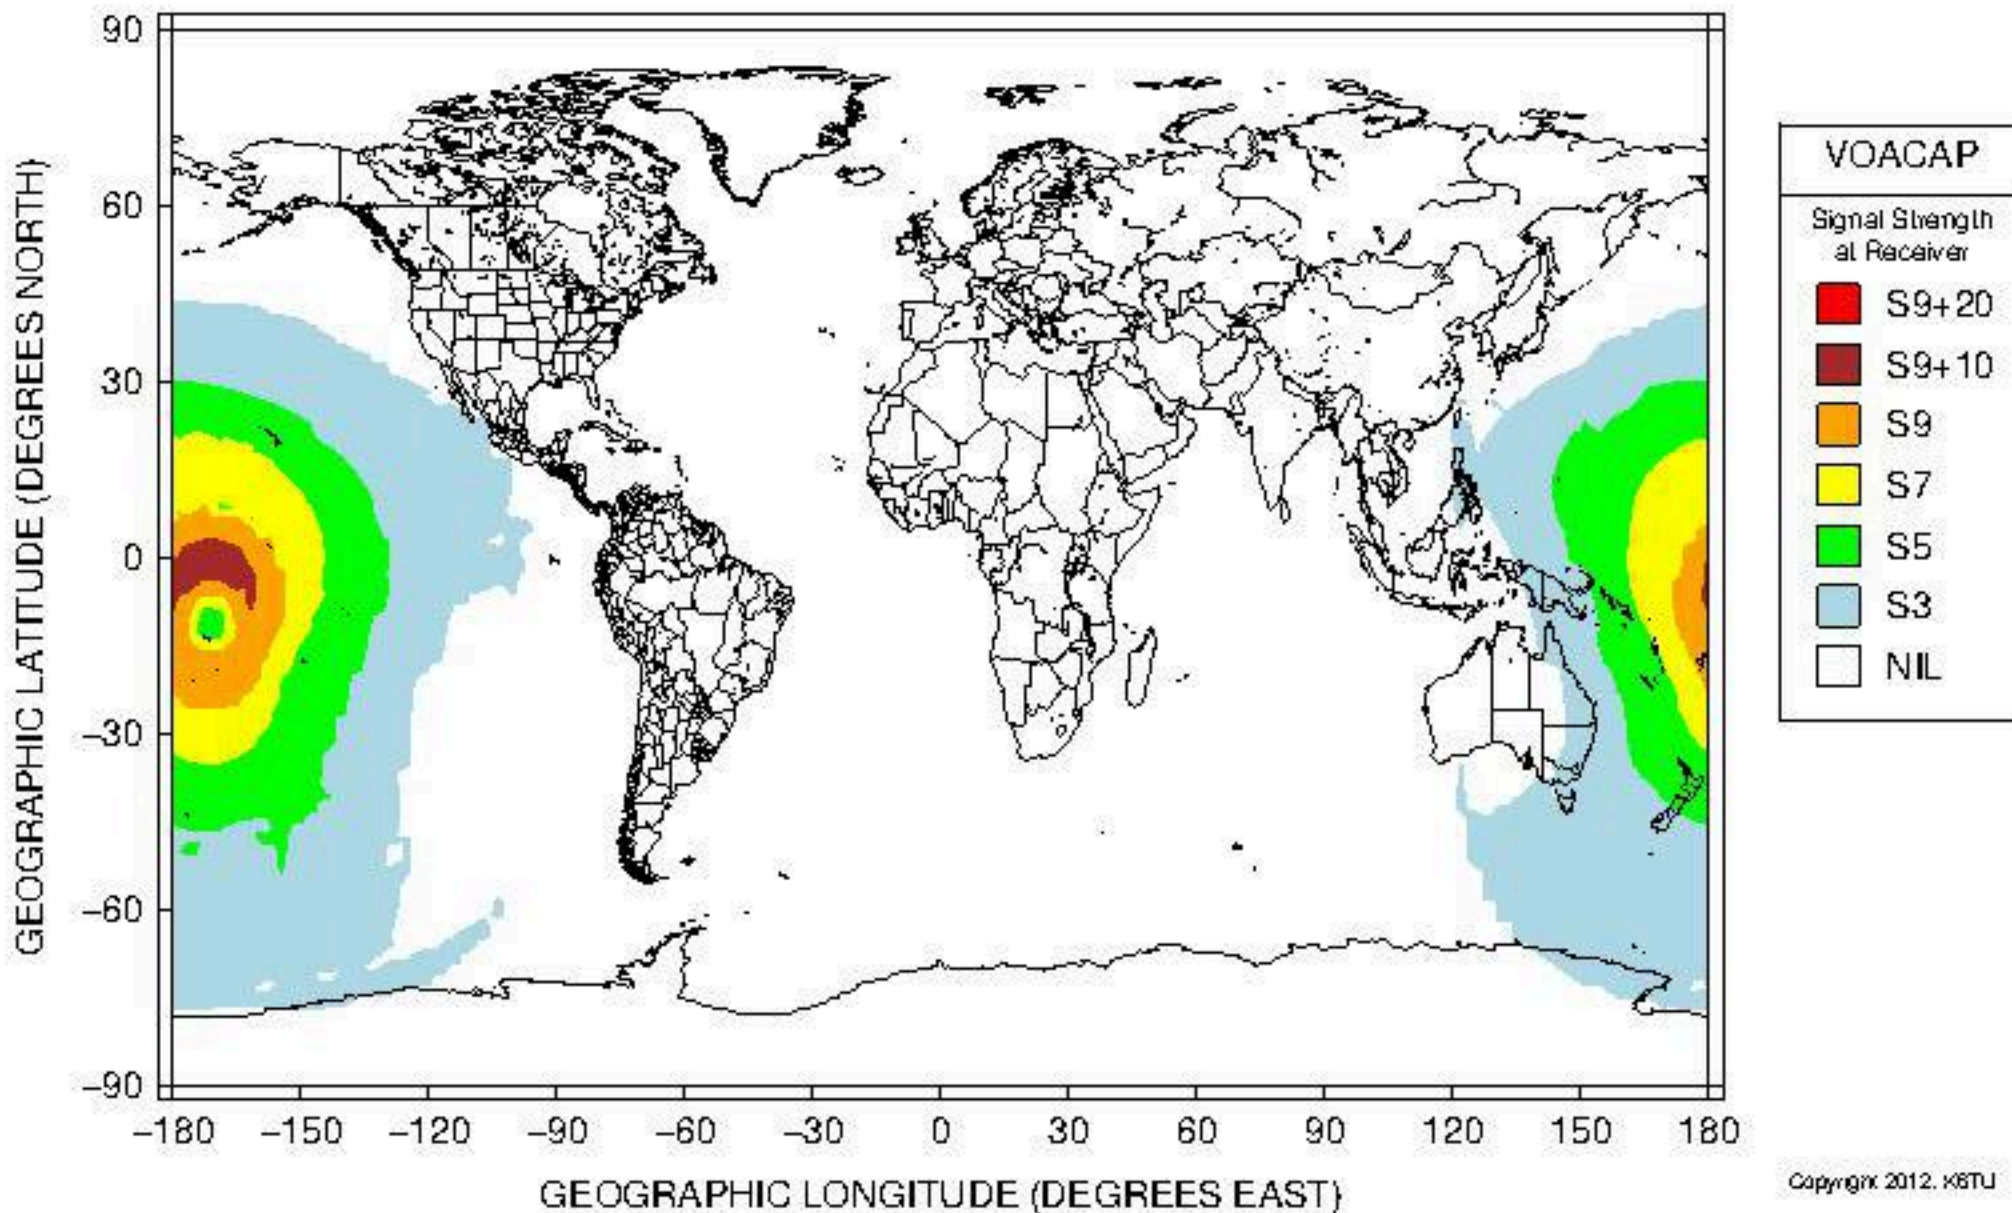 90
60
30
0
−30
−60
−90
GEOGRAPHIC LATITUDE (DEGREES NORTH)
−180 −150 −120 −90 −60 −30 0 30 60 90 120 150 180
GEOGRAPHIC LONGITUDE (DEGREES EAST)
VOACAP
Signal Strength
at Receiver
S9+20
S9+10
S9
S7
S5
S3
NIL
Copyright 2012, K6TU